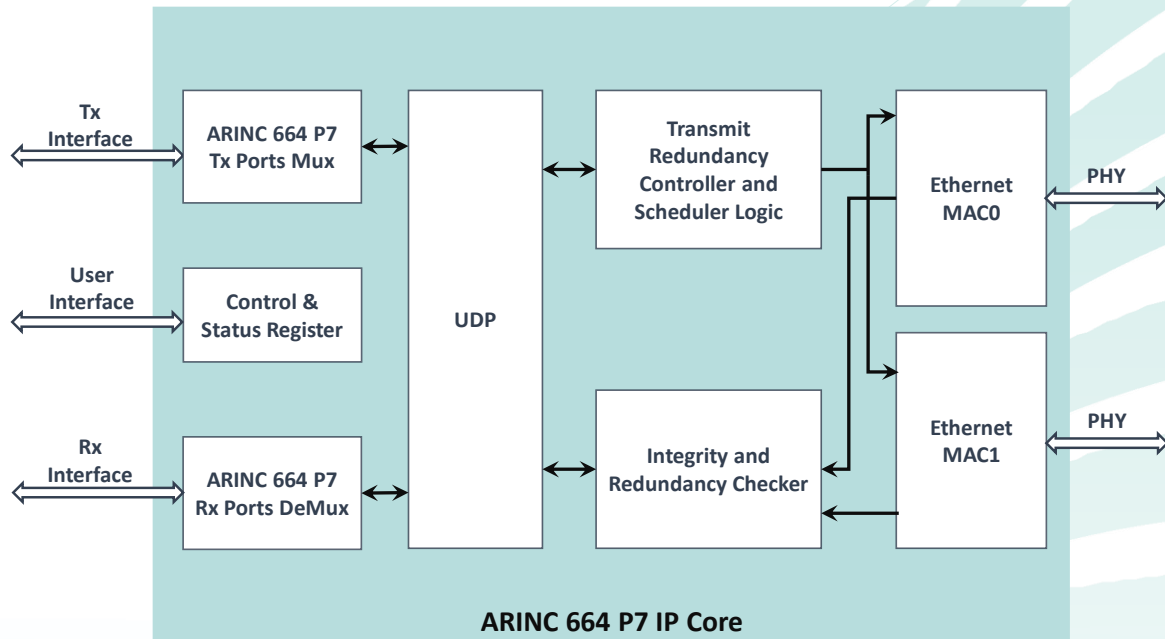 Tx
Interface
ARINC 664 P7
Tx Ports Mux
User
Interface
Control &
Status Register
Rx
Interface
ARINC 664 P7
Rx Ports DeMux
UDP
Transmit
Redundancy
Controller and
Scheduler Logic
Integrity and
Redundancy Checker
Ethernet
MAC0
PHY
Ethernet
MAC1
PHY
ARINC 664 P7 IP Core